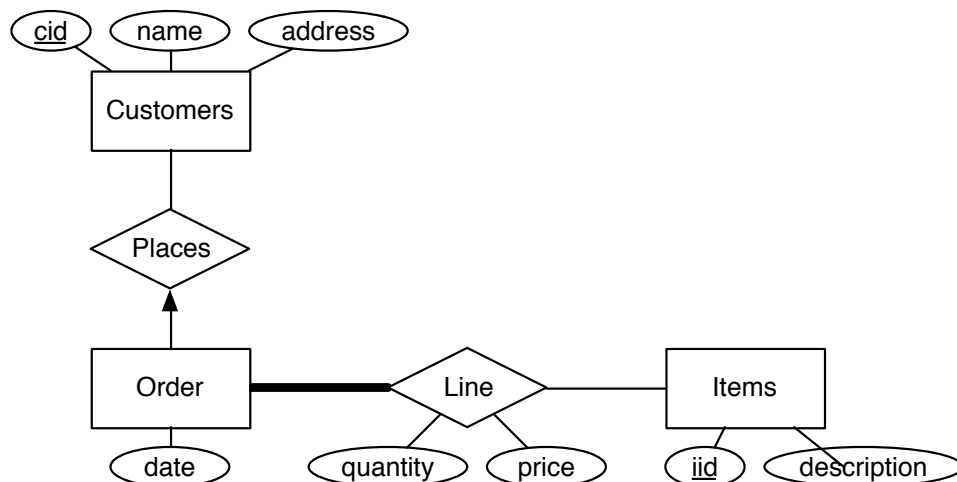 cid name address
Customers
Places
Order Line Items
date quantity price iid description